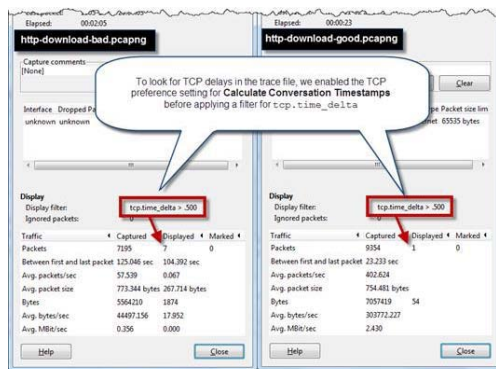 Elapsed: 00:02:05
http-download-bad.pcapng
Capture comments
[None]
Interface Dropped Pa
unknown unknown
Display
Display filter: tcp.time_delta > .500
Ignored packets: 0
Traffic Captured Displayed Marked
Packets 7195 7 0
Between first and last packet 125.046 sec 104.392 sec
Avg. packets/sec 57.539 0.067
Avg. packet size 773.344 bytes 267.714 bytes
Bytes 5564210 1874
Avg. bytes/sec 44497.156 17.952
Avg. MBit/sec 0.356 0.000
Help Close
To look for TCP delays in the trace file, we enabled the TCP
preference setting for Calculate Conversation Timestamps
before applying a filter for tcp.time_delta
Elapsed: 00:00:23
http-download-good.pcapng
Clear
pe Packet size lim
net 65535 bytes
Display
Display filter: tcp.time_delta > .500
Ignored packets: 0
Traffic Captured Displayed Marked
Packets 9354 1 0
Between first and last packet 23.233 sec
Avg. packets/sec 402.624
Avg. packet size 754.481 bytes
Bytes 7057419 54
Avg. bytes/sec 303772.227
Avg. MBit/sec 2.430
Help Close